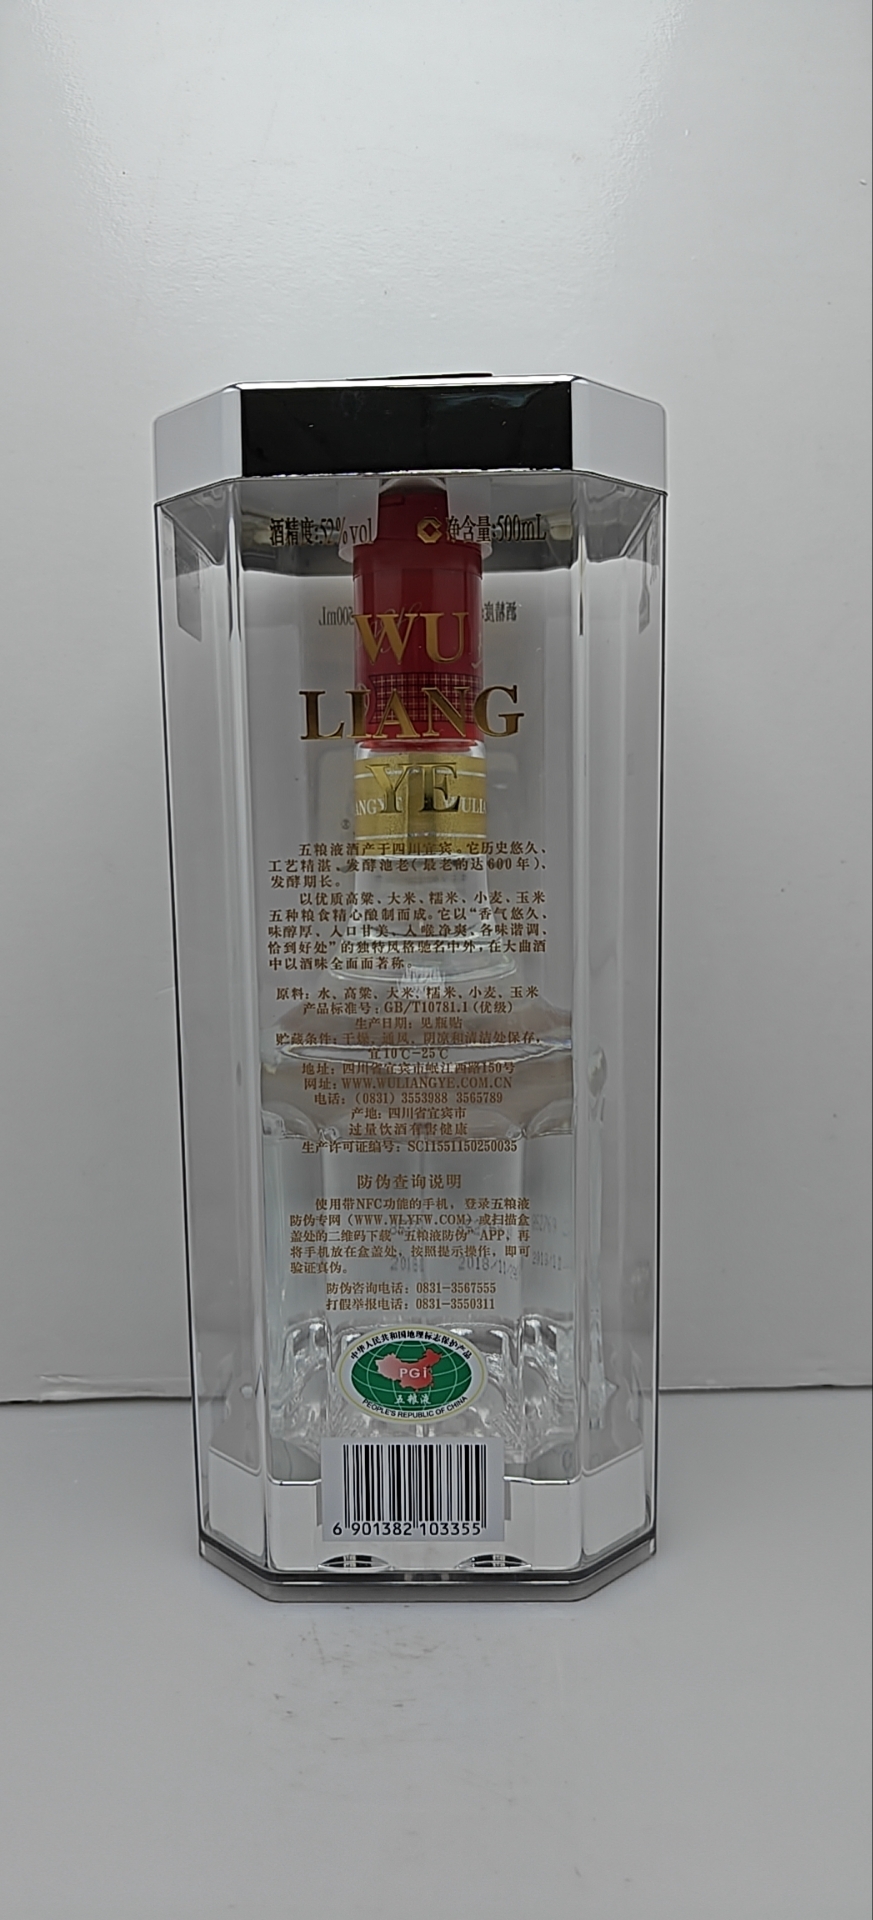 酒精度:52%vol
净含量:500mL
WU
LIANG
YE
五粮液酒产于四川宜宾。它历史悠久、
工艺精湛、发酵池老(最老的达600年)、
发酵期长。
以优质高粱、大米、糯米、小麦、玉米
五种粮食精心酿制而成。它以“香气悠久、
味醇厚、入口甘美、入喉净爽、各味谐调、
恰到好处”的独特风格驰名中外,在大曲酒
中以酒味全面而著称。
原料: 水、高粱、大米、糯米、小麦、玉米
产品标准号: GB/T10781.1(优级)
生产日期: 见瓶贴
贮藏条件: 干燥、通风、阴凉和清洁处保存,
宜10℃-25℃
地址: 四川省宜宾市岷江西路150号
网址: WWW.WULIANGYE.COM.CN
电话: (0831) 3553988 3565789
产地: 四川省宜宾市
过量饮酒有害健康
生产许可证编号: SC11551150250035
防伪查询说明
使用带NFC功能的手机, 登录五粮液
防伪专网 (WWW.WLYFW.COM) 或扫描盒
盖处的二维码下载“五粮液防伪”APP, 再
将手机放在盒盖处, 按照提示操作, 即可
验证真伪。
防伪咨询电话: 0831-3567555
打假举报电话: 0831-3550311
中华人民共和国地理标志保护产品
PGI
五粮液
PEOPLE'S REPUBLIC OF CHINA
6 901382 103355